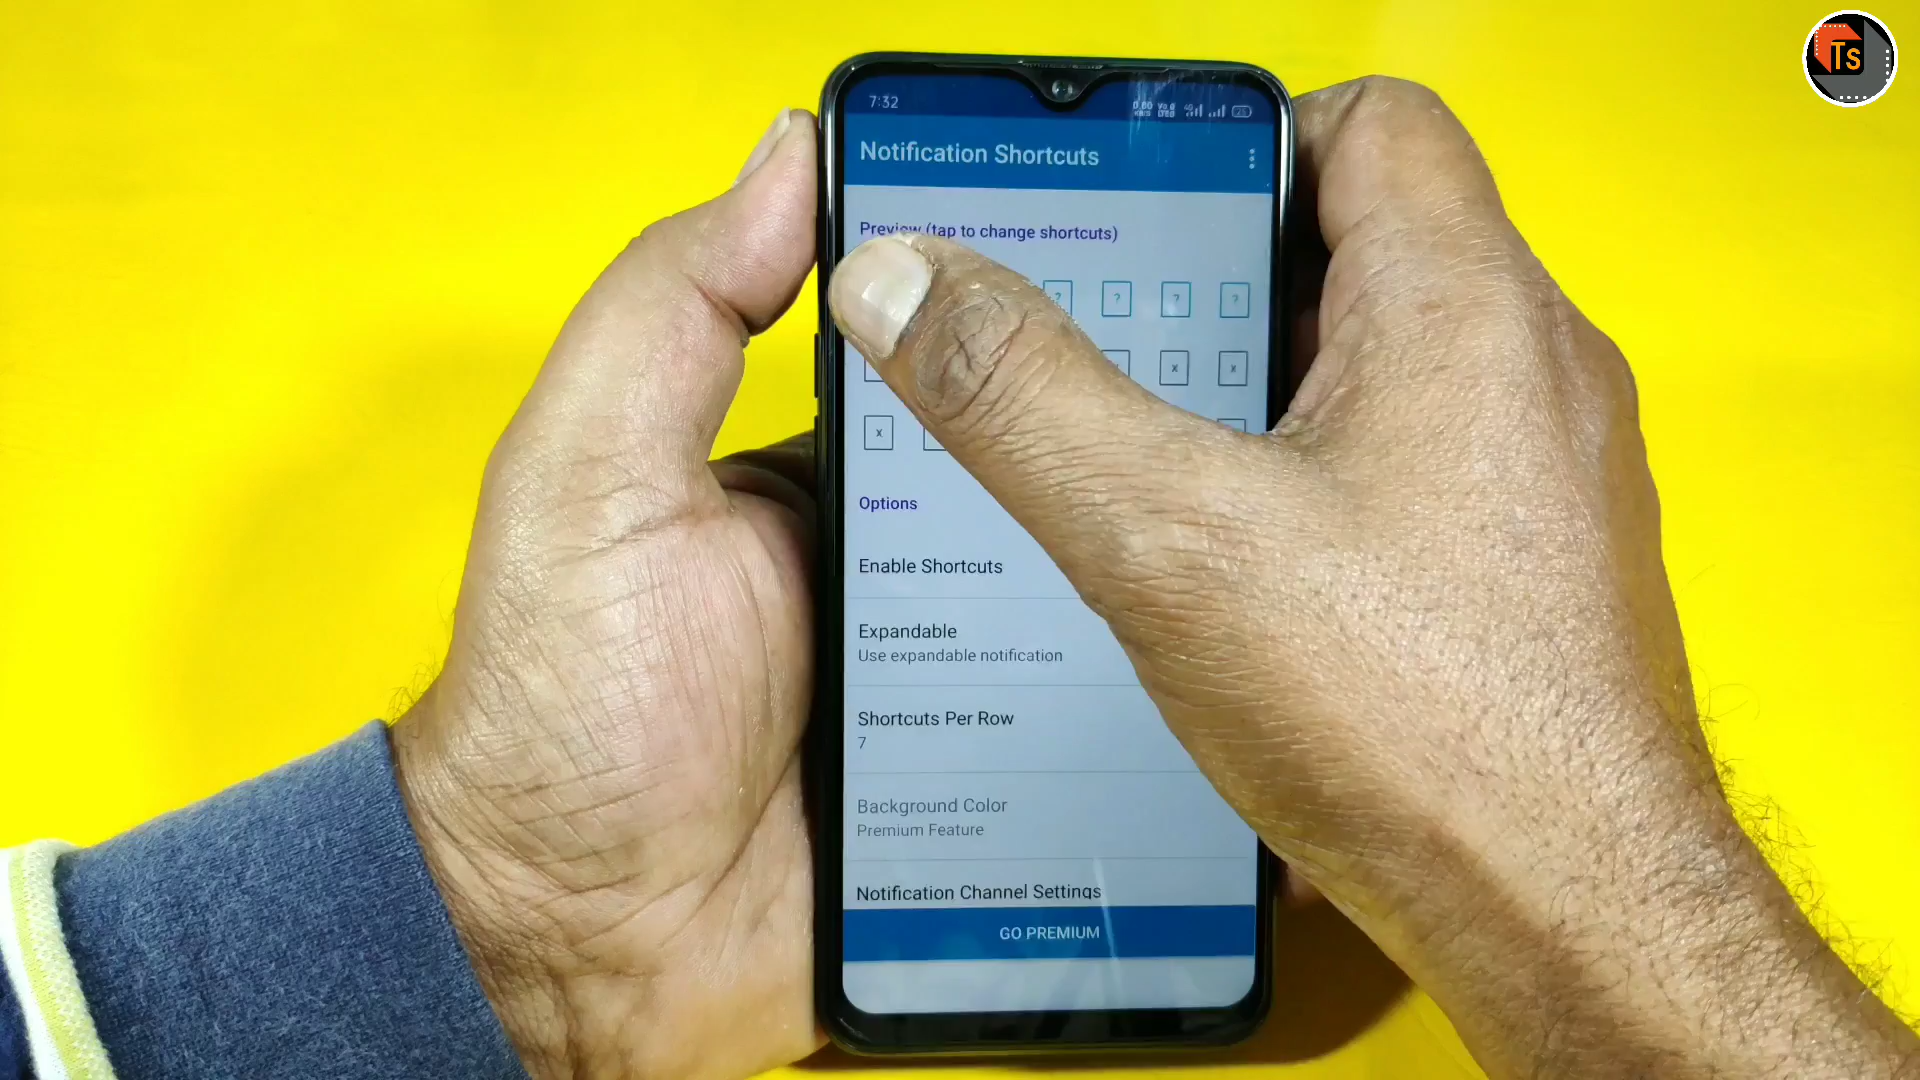 Ts
7:32
Notification Shortcuts
Preview (tap to change shortcuts)
? ? ? ?
x x
x
Options
Enable Shortcuts
Expandable
Use expandable notification
Shortcuts Per Row
7
Background Color
Premium Feature
Notification Channel Settings
GO PREMIUM